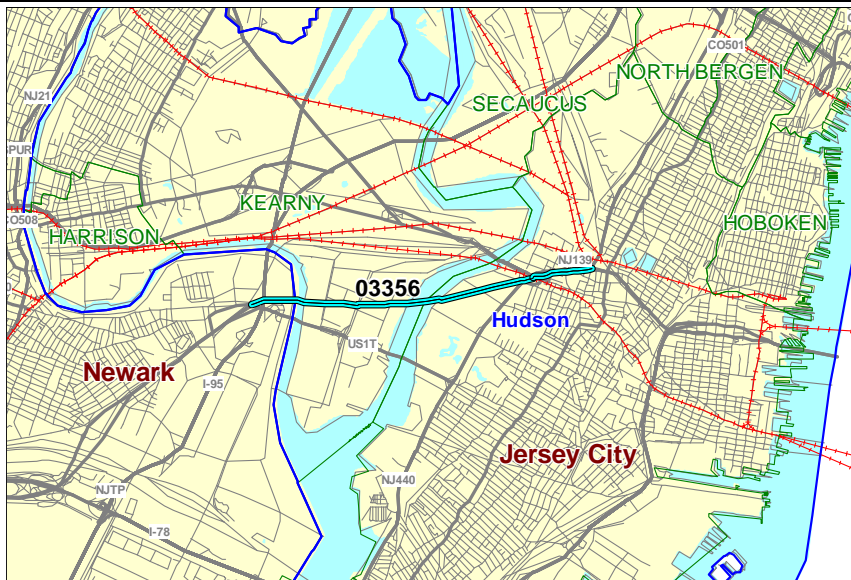 CO501
NORTH BERGEN
NJ21
SECAUCUS
SPUR
KEARNY
CO508
HOBOKEN
HARRISON
NJ139
03356
Hudson
US1T
Newark
I-95
Jersey City
NJ440
NJTP
I-78